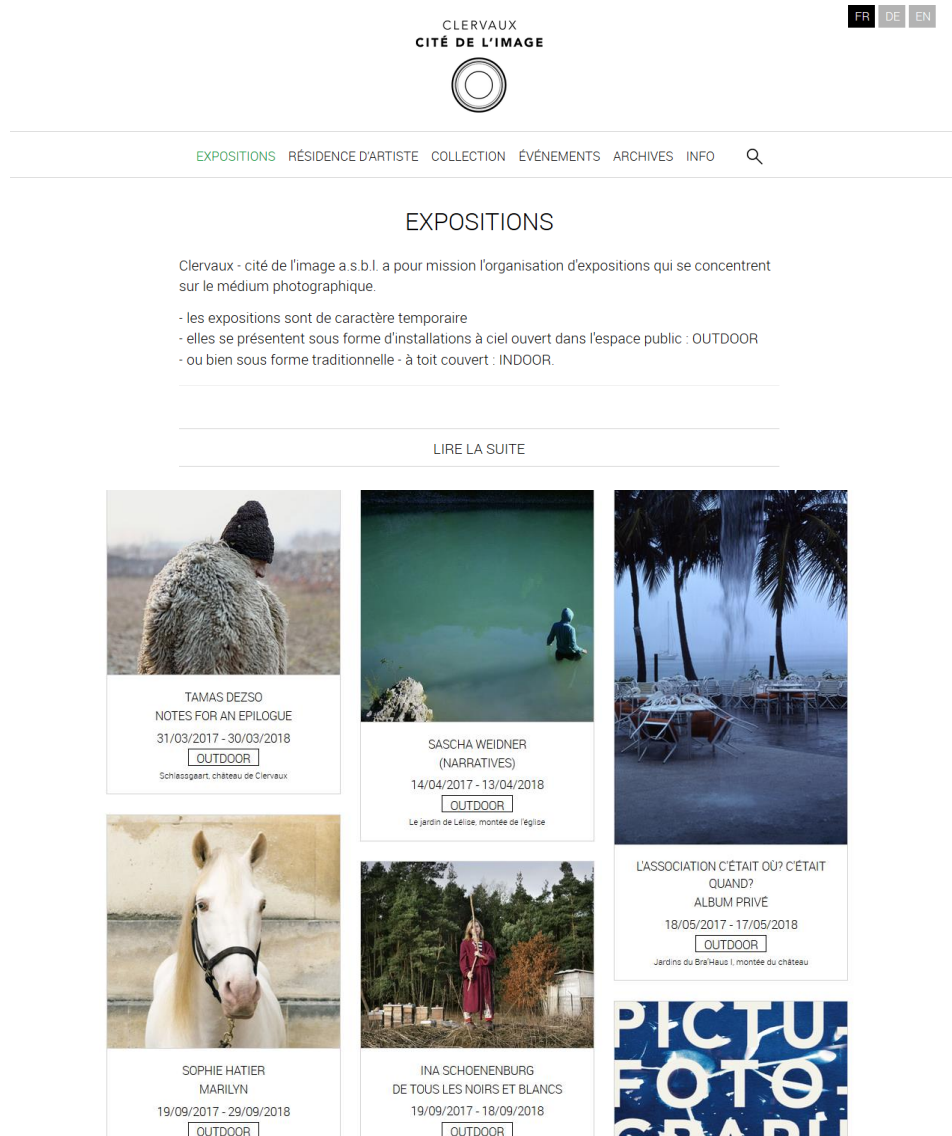 FR DE EN
CLERVAUX
CITÉ DE L'IMAGE
EXPOSITIONS RÉSIDENCE D'ARTISTE COLLECTION ÉVÉNEMENTS ARCHIVES INFO
EXPOSITIONS
Clervaux - cité de l'image a.s.b.l. a pour mission l'organisation d'expositions qui se concentrent
sur le médium photographique.
- les expositions sont de caractère temporaire
- elles se présentent sous forme d'installations à ciel ouvert dans l'espace public : OUTDOOR
- ou bien sous forme traditionnelle - à toit couvert : INDOOR.
LIRE LA SUITE
TAMAS DEZSO
NOTES FOR AN EPILOGUE
31/03/2017 - 30/03/2018
OUTDOOR
Schlassgaart, château de Clervaux
SASCHA WEIDNER
(NARRATIVES)
14/04/2017 - 13/04/2018
OUTDOOR
Le jardin de Lélise, montée de l'église
L'ASSOCIATION C'ÉTAIT OÙ? C'ÉTAIT
QUAND?
ALBUM PRIVÉ
18/05/2017 - 17/05/2018
OUTDOOR
Jardins du Bra'Haus I, montée du château
SOPHIE HATIER
MARILYN
19/09/2017 - 29/09/2018
OUTDOOR
INA SCHOENENBURG
DE TOUS LES NOIRS ET BLANCS
19/09/2017 - 18/09/2018
OUTDOOR
PICTU-
FOTO-
GRAPH